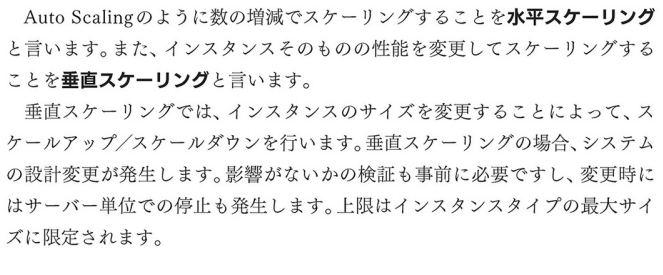 Auto Scalingのように数の増減でスケーリングすることを水平スケーリング
と言います。また、インスタンスそのものの性能を変更してスケーリングする
ことを垂直スケーリングと言います。
垂直スケーリングでは、インスタンスのサイズを変更することによって、ス
ケールアップ／スケールダウンを行います。垂直スケーリングの場合、システム
の設計変更が発生します。影響がないかの検証も事前に必要ですし、変更時に
はサーバー単位での停止も発生します。上限はインスタンスタイプの最大サイ
ズに限定されます。